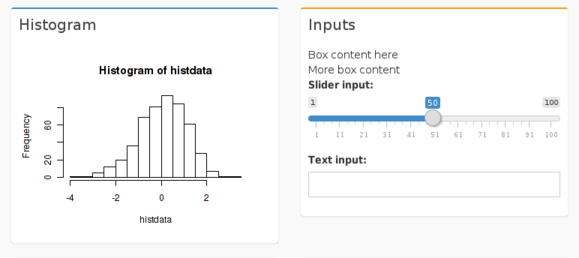 Histogram
Histogram of histdata
Frequency
60
20
0
-4 -2 0 2
histdata
Inputs
Box content here
More box content
Slider input:
1 50 100
1 11 21 31 41 51 61 71 81 91 100
Text input: